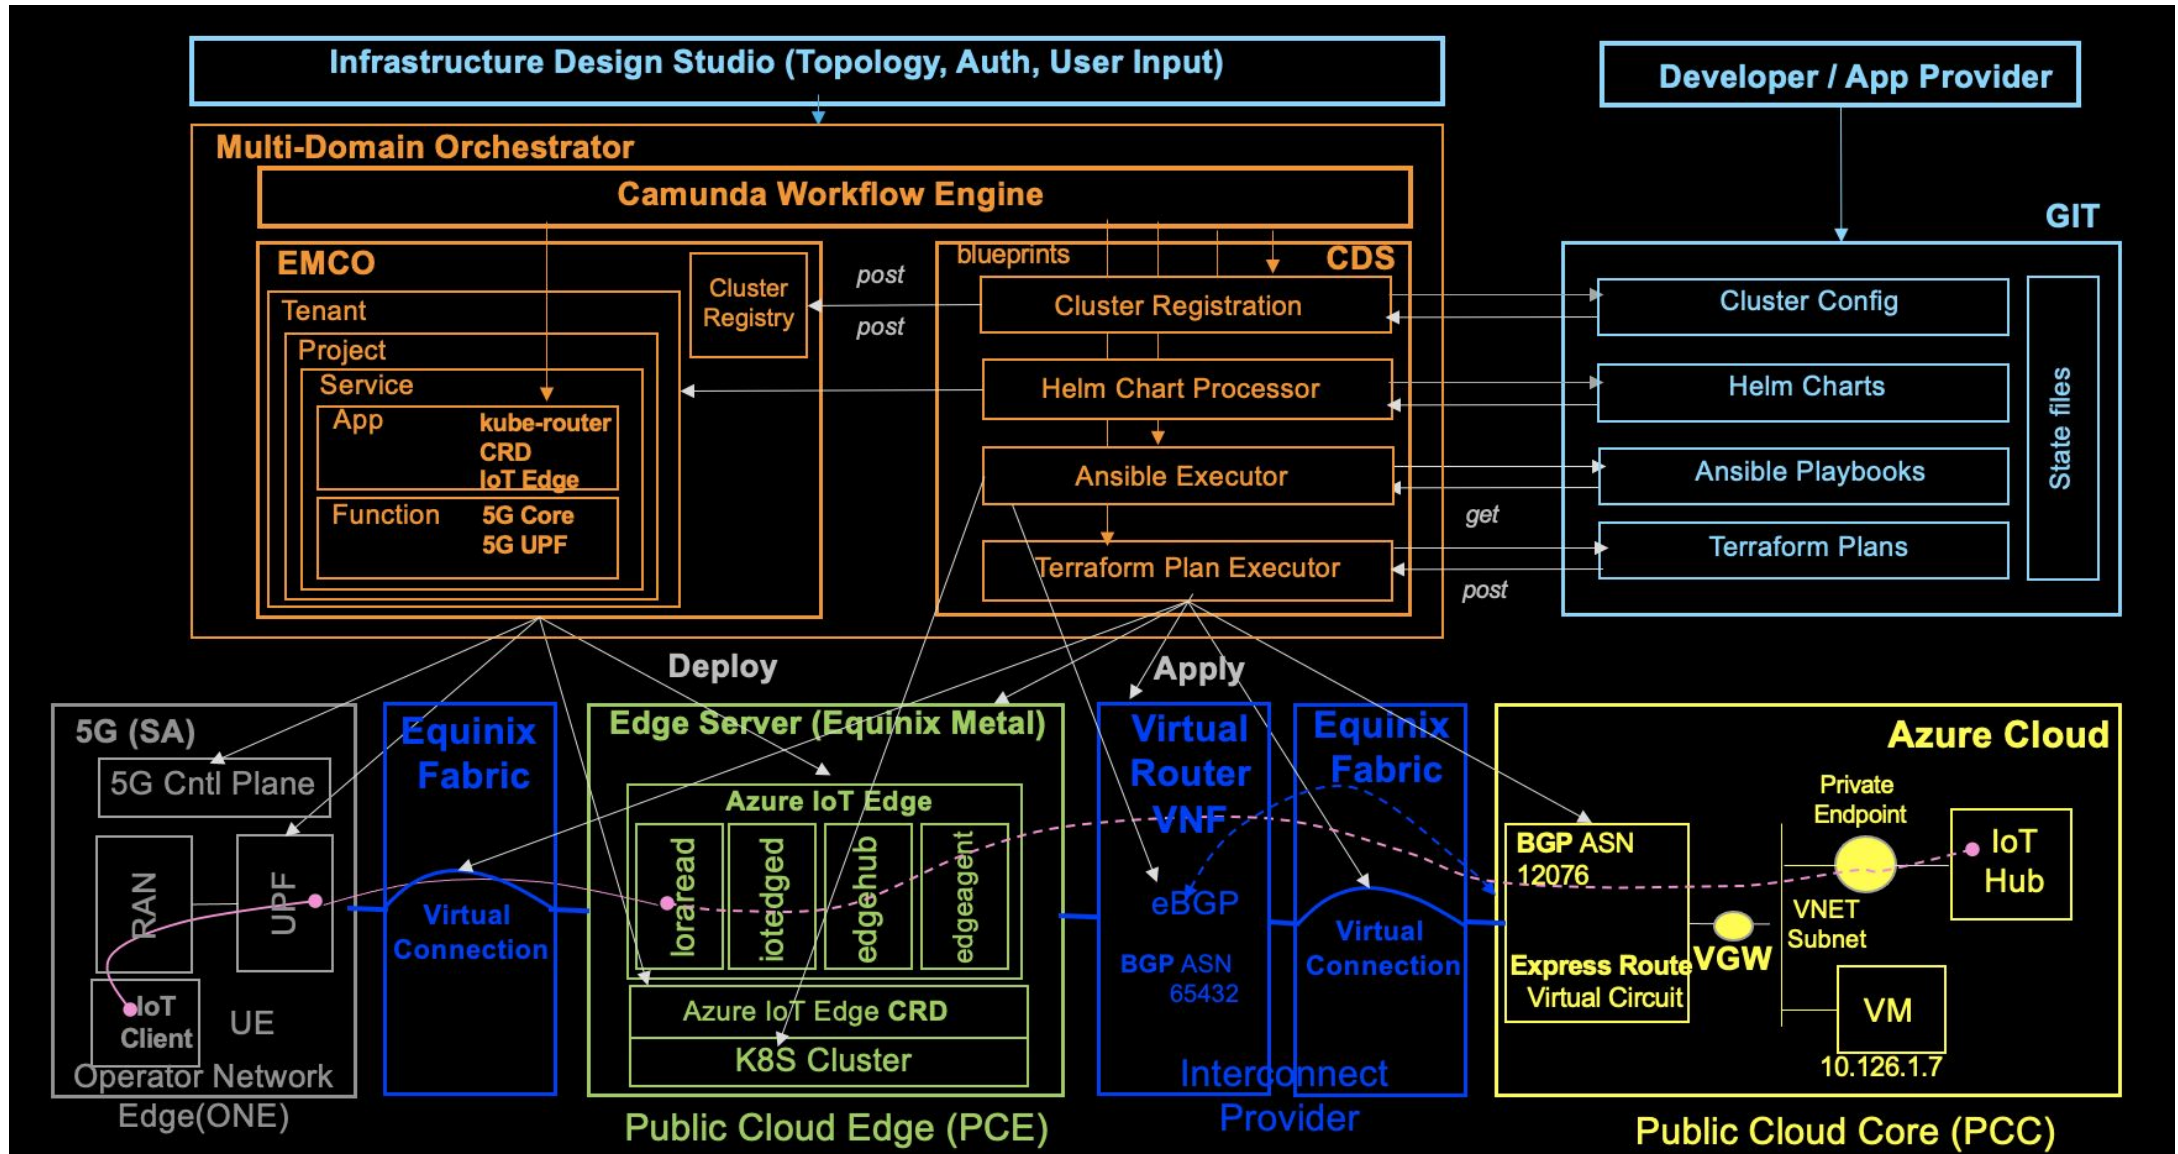 Infrastructure Design Studio (Topology, Auth, User Input)
Developer / App Provider
Multi-Domain Orchestrator
Camunda Workflow Engine
GIT
EMCO
Cluster
Registry
Tenant
Project
Service
App
kube-router
CRD
IoT Edge
Function
5G Core
5G UPF
post
post
blueprints
CDS
Cluster Registration
Helm Chart Processor
Ansible Executor
Terraform Plan Executor
get
post
Cluster Config
Helm Charts
Ansible Playbooks
Terraform Plans
State files
Deploy
Apply
5G (SA)
5G Cntl Plane
RAN
UPF
IoT
Client
UE
Operator Network
Edge(ONE)
Equinix
Fabric
Virtual
Connection
Edge Server (Equinix Metal)
Azure IoT Edge
loraread
iotedged
edgehub
edgeagent
Azure IoT Edge CRD
K8S Cluster
Public Cloud Edge (PCE)
Virtual
Router
VNF
eBGP
BGP ASN
65432
Equinix
Fabric
Virtual
Connection
Interconnect
Provider
Azure Cloud
BGP ASN
12076
Express Route
Virtual Circuit
VGW
Private
Endpoint
VNET
Subnet
IoT
Hub
VM
10.126.1.7
Public Cloud Core (PCC)